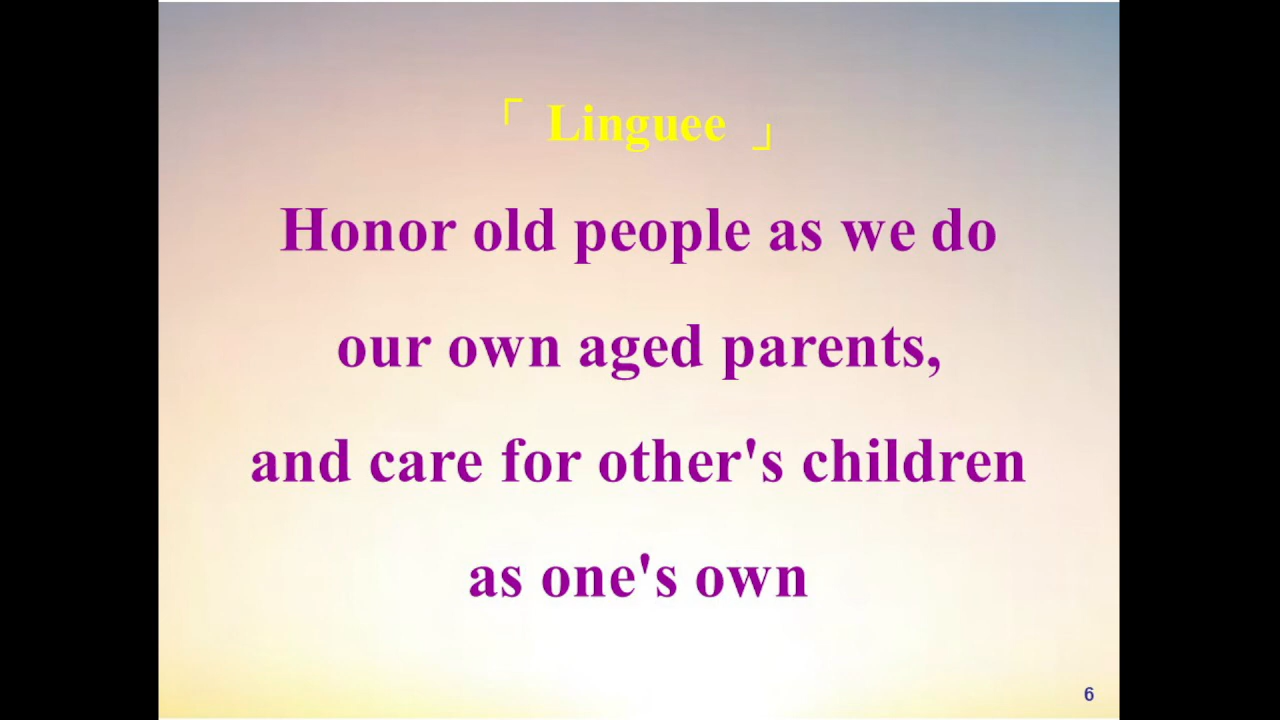 「 Linguee 」
Honor old people as we do
our own aged parents,
and care for other's children
as one's own
6